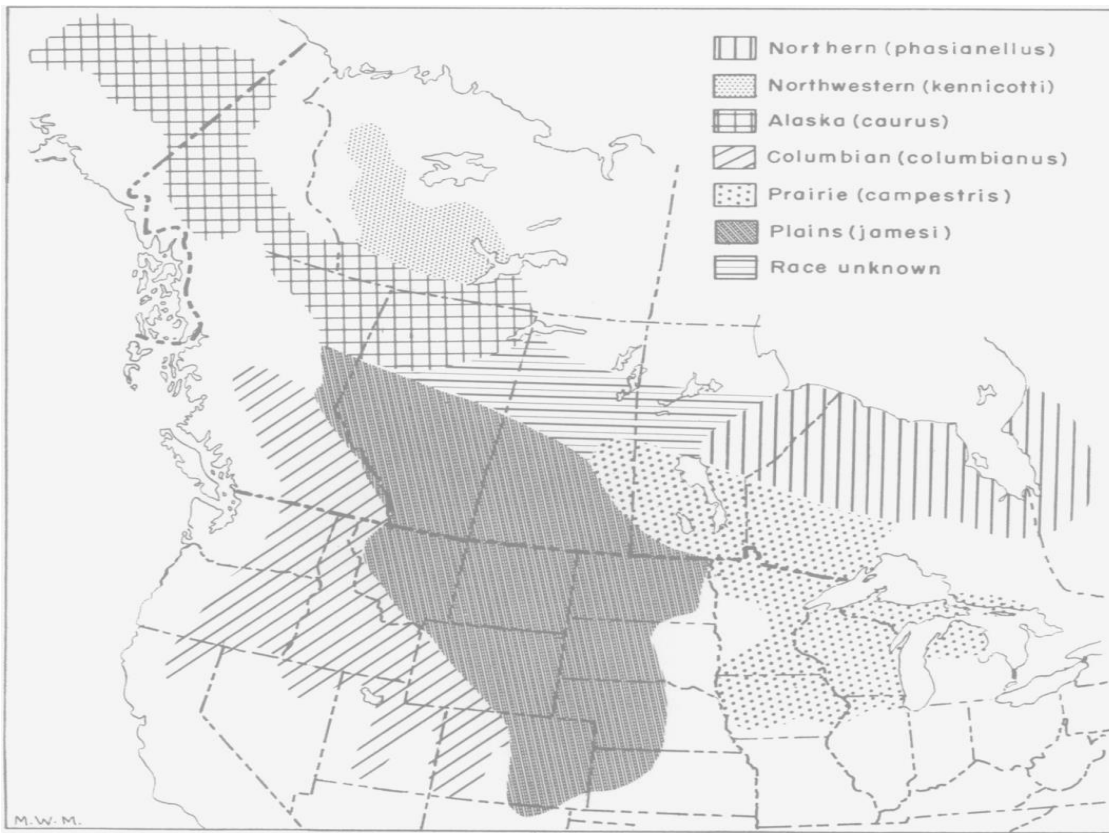 Northern (phasianellus)
Northwestern (kennicotti)
Alaska (caurus)
Columbian (columbianus)
Prairie (campestris)
Plains (jamesi)
Race unknown
M.W.M.